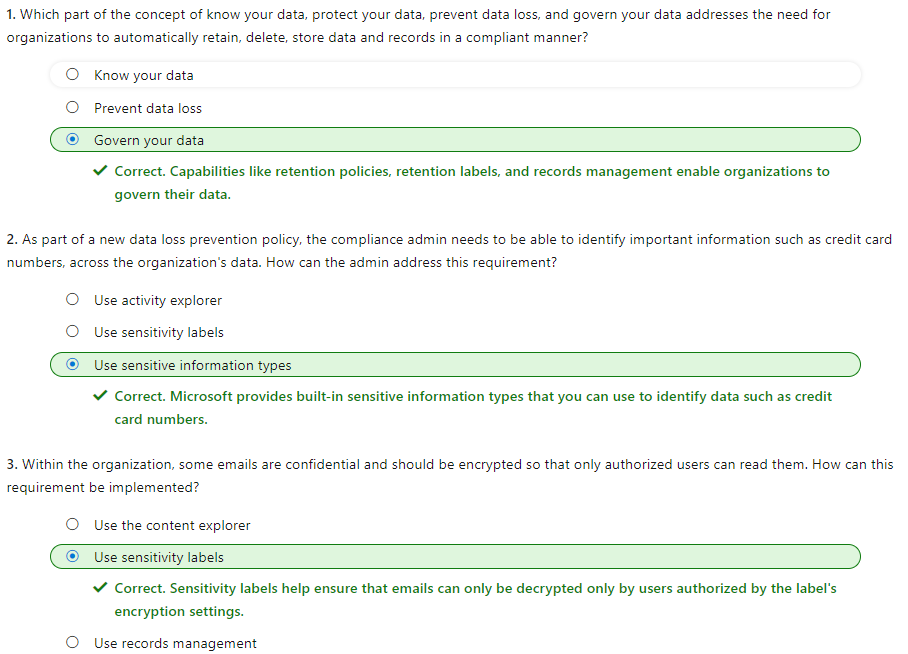 1. Which part of the concept of know your data, protect your data, prevent data loss, and govern your data addresses the need for
organizations to automatically retain, delete, store data and records in a compliant manner?
Know your data
Prevent data loss
Govern your data
Correct. Capabilities like retention policies, retention labels, and records management enable organizations to
govern their data.
2. As part of a new data loss prevention policy, the compliance admin needs to be able to identify important information such as credit card
numbers, across the organization's data. How can the admin address this requirement?
Use activity explorer
Use sensitivity labels
Use sensitive information types
Correct. Microsoft provides built-in sensitive information types that you can use to identify data such as credit
card numbers.
3. Within the organization, some emails are confidential and should be encrypted so that only authorized users can read them. How can this
requirement be implemented?
Use the content explorer
Use sensitivity labels
Correct. Sensitivity labels help ensure that emails can only be decrypted only by users authorized by the label's
encryption settings.
Use records management